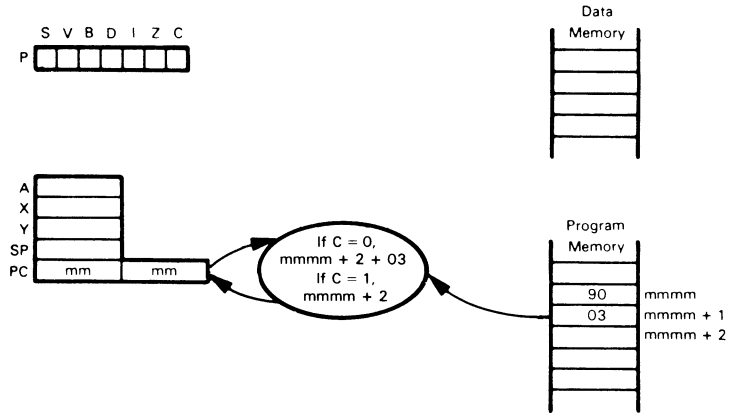 Data
Memory
S V B D I Z C
P
A
X
Y
SP
PC mm mm
If C = 0,
mmmm + 2 + 03
If C = 1,
mmmm + 2
Program
Memory
90 mmmm
03 mmmm + 1
mmmm + 2